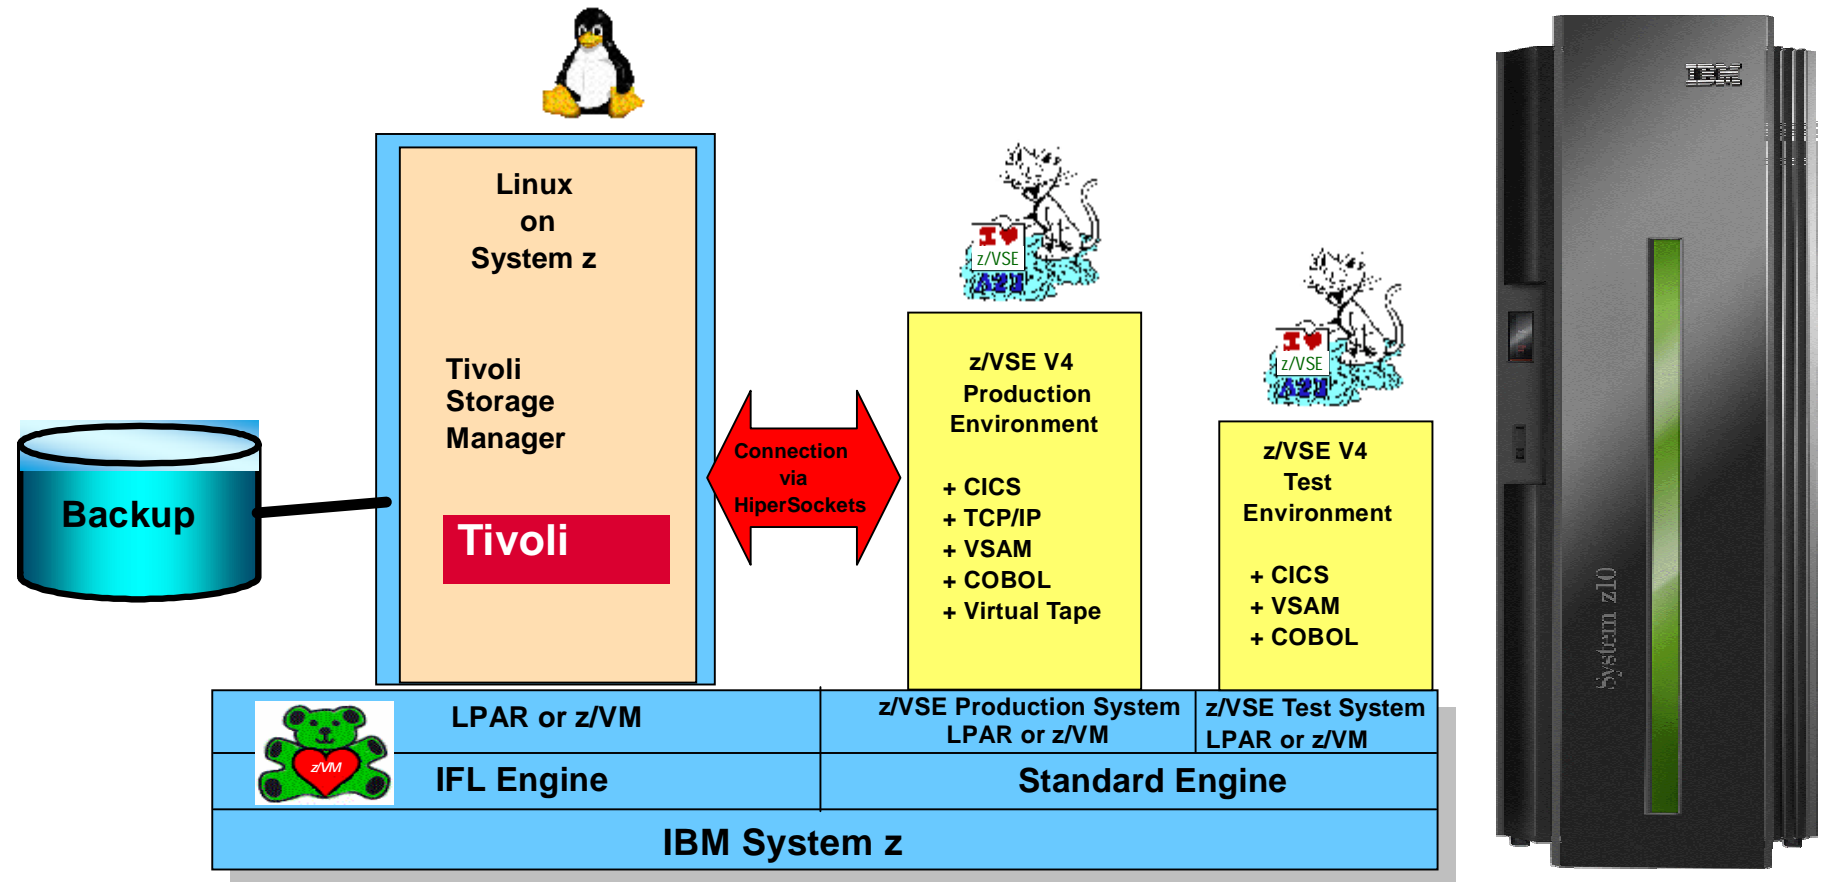 Linux
on
System z
Tivoli
Storage
Manager
Tivoli
Backup
Connection
via
HiperSockets
I
z/VSE
z/VSE V4
Production
Environment
+ CICS
+ TCP/IP
+ VSAM
+ COBOL
+ Virtual Tape
I
z/VSE
z/VSE V4
Test
Environment
+ CICS
+ VSAM
+ COBOL
z/VM
LPAR or z/VM
z/VSE Production System
LPAR or z/VM
z/VSE Test System
LPAR or z/VM
IFL Engine
Standard Engine
IBM System z
IBM
System z10